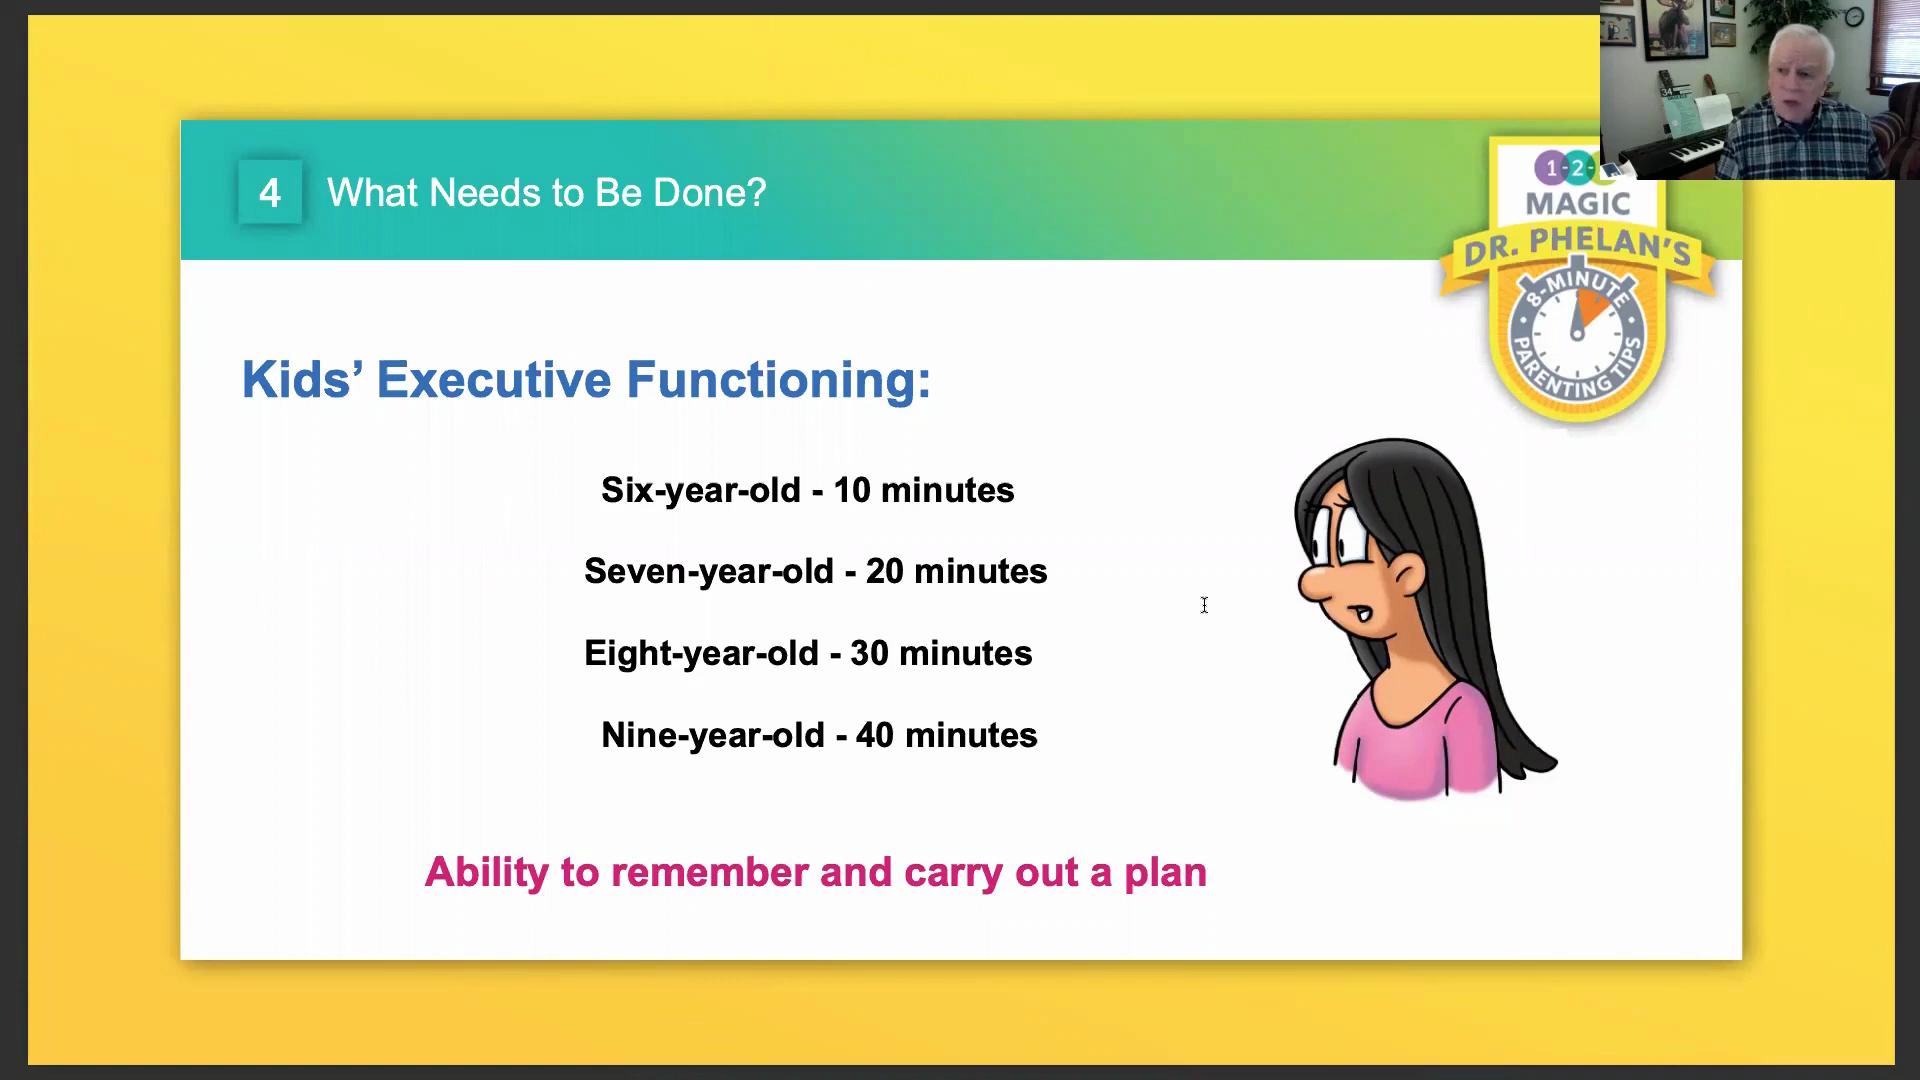 4 What Needs to Be Done?
1-2-
MAGIC
DR. PHELAN'S
8-MINUTE
PARENTING TIPS
Kids’ Executive Functioning:
Six-year-old - 10 minutes
Seven-year-old - 20 minutes
Eight-year-old - 30 minutes
Nine-year-old - 40 minutes
Ability to remember and carry out a plan
34